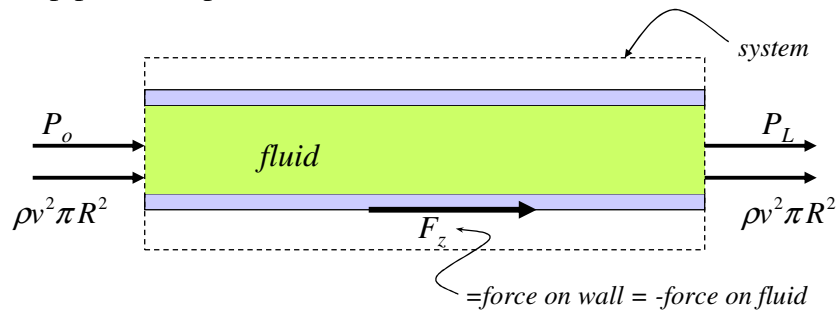 system
P_o
P_L
fluid
ρv²πR²
ρv²πR²
F_z
=force on wall = -force on fluid